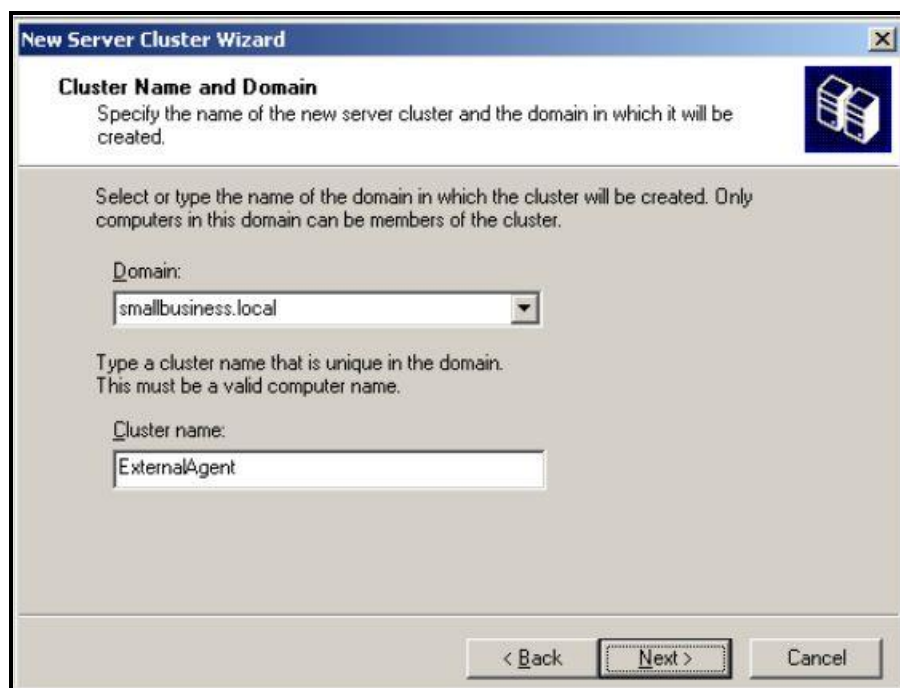 New Server Cluster Wizard
Cluster Name and Domain
Specify the name of the new server cluster and the domain in which it will be
created.
Select or type the name of the domain in which the cluster will be created. Only
computers in this domain can be members of the cluster.
Domain:
smallbusiness.local
Type a cluster name that is unique in the domain.
This must be a valid computer name.
Cluster name:
ExternalAgent
< Back Next > Cancel